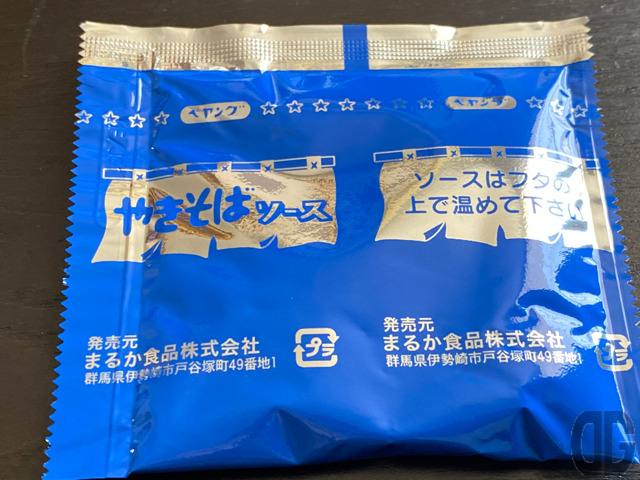 ペヤング
ペヤング
やきそばソース
ソースはフタの
上で温めて下さい
発売元
まるか食品株式会社
群馬県伊勢崎市戸谷塚町49番地1
プラ
発売元
まるか食品株式会社
群馬県伊勢崎市戸谷塚町49番地1
プラ
DG